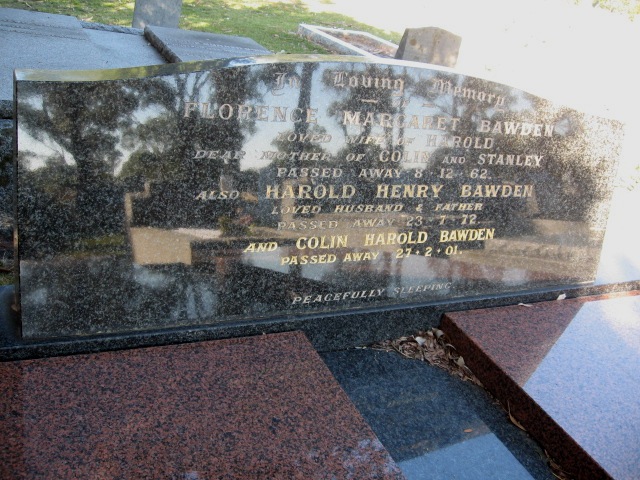 In Loving Memory
of
FLORENCE MARGARET BAWDEN
LOVED WIFE OF HAROLD
DEAR MOTHER OF COLIN AND STANLEY
PASSED AWAY 8·12·62.
ALSO HAROLD HENRY BAWDEN
LOVED HUSBAND & FATHER
PASSED AWAY 23·7·72.
AND COLIN HAROLD BAWDEN
PASSED AWAY 27·2·01.
PEACEFULLY SLEEPING